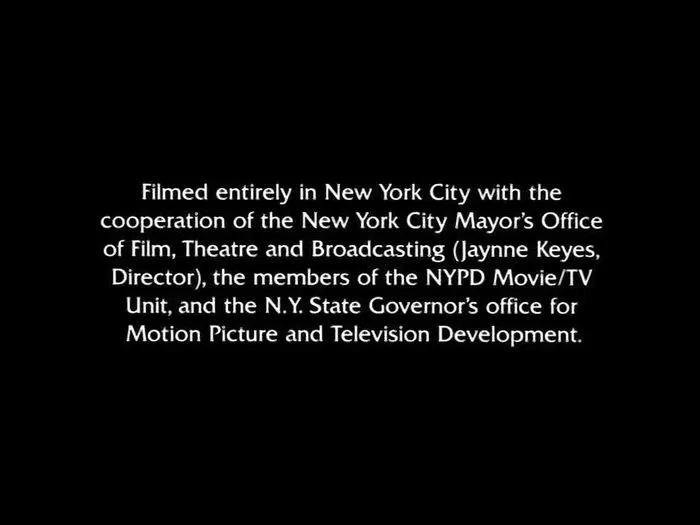 Filmed entirely in New York City with the
cooperation of the New York City Mayor's Office
of Film, Theatre and Broadcasting (Jaynne Keyes,
Director), the members of the NYPD Movie/TV
Unit, and the N.Y. State Governor's office for
Motion Picture and Television Development.